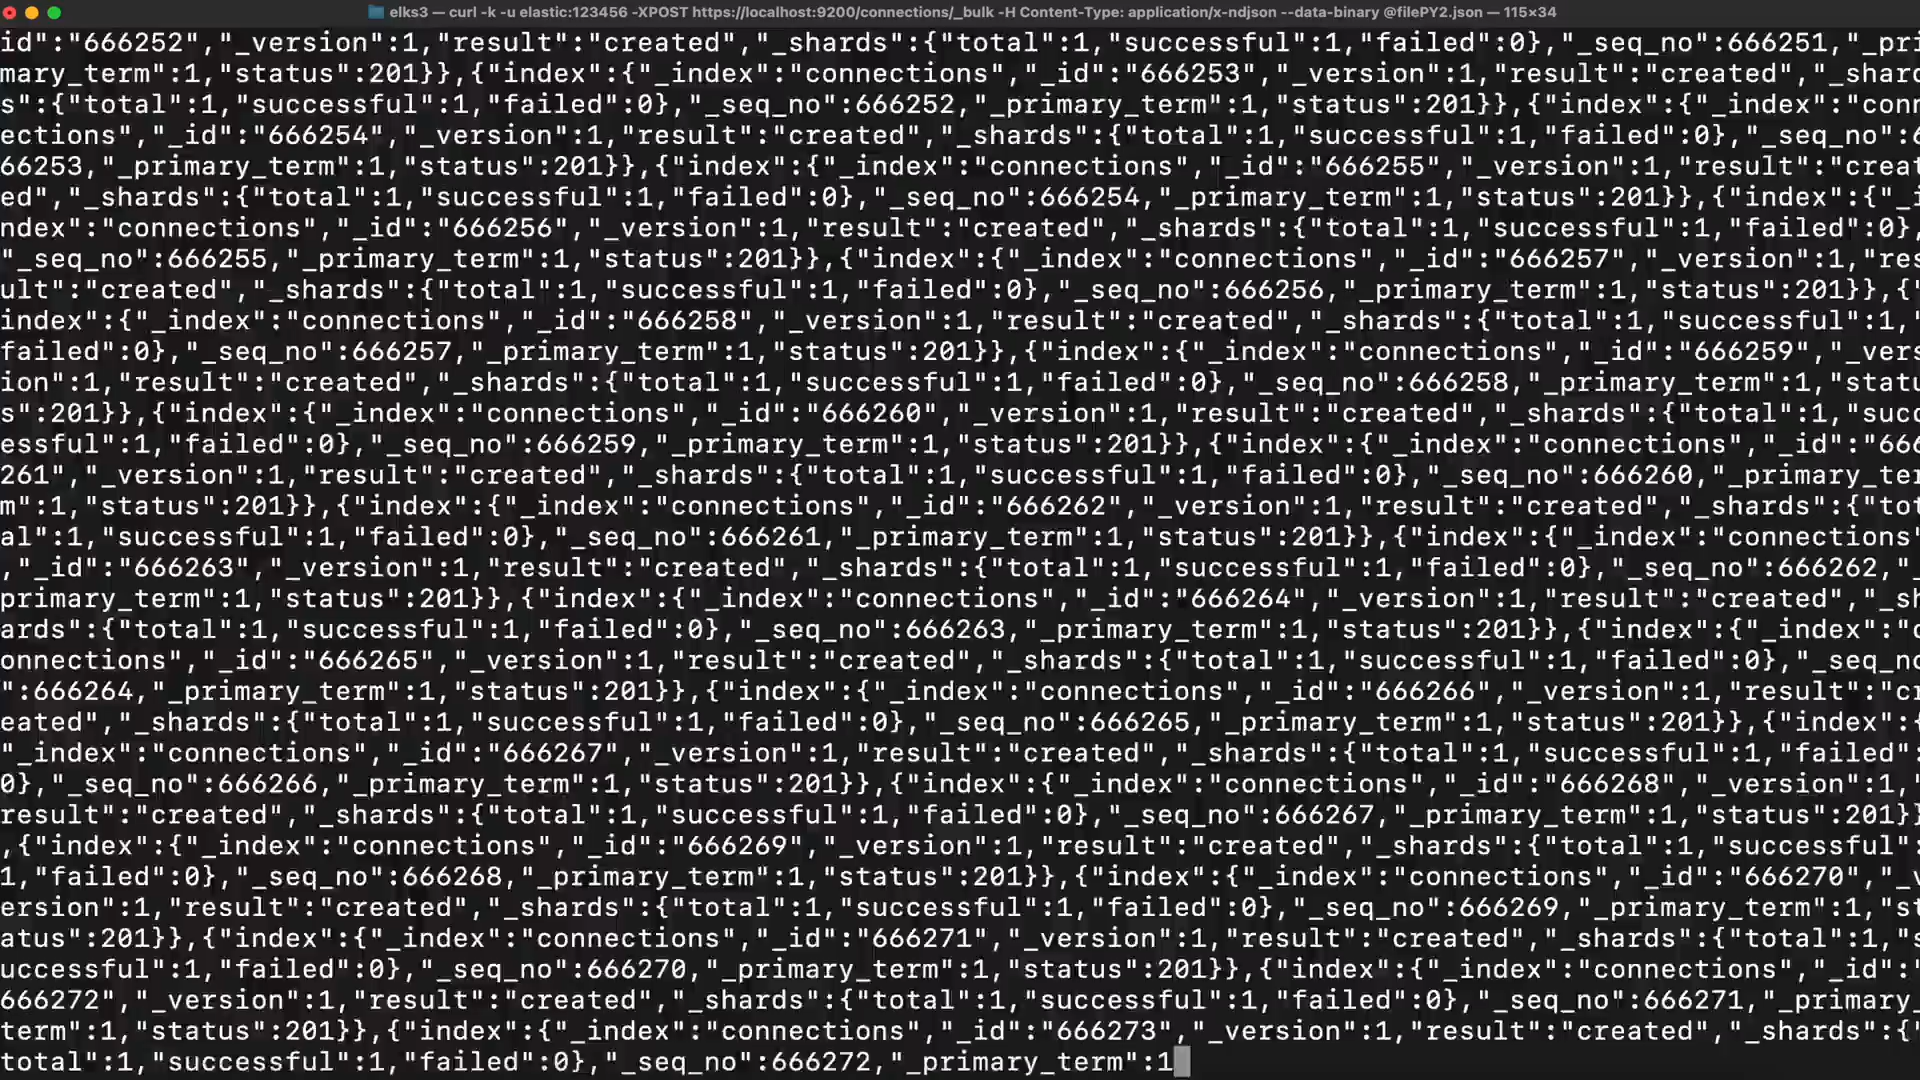 elks3 — curl -k -u elastic:123456 -XPOST https://localhost:9200/connections/_bulk -H Content-Type: application/x-ndjson --data-binary @filePY2.json — 115×34
id":"666252","_version":1,"result":"created","_shards":{"total":1,"successful":1,"failed":0},"_seq_no":666251,"_pri
mary_term":1,"status":201}},{"index":{"_index":"connections","_id":"666253","_version":1,"result":"created","_shard
s":{"total":1,"successful":1,"failed":0},"_seq_no":666252,"_primary_term":1,"status":201}},{"index":{"_index":"conn
ections","_id":"666254","_version":1,"result":"created","_shards":{"total":1,"successful":1,"failed":0},"_seq_no":6
66253,"_primary_term":1,"status":201}},{"index":{"_index":"connections","_id":"666255","_version":1,"result":"creat
ed","_shards":{"total":1,"successful":1,"failed":0},"_seq_no":666254,"_primary_term":1,"status":201}},{"index":{"_i
ndex":"connections","_id":"666256","_version":1,"result":"created","_shards":{"total":1,"successful":1,"failed":0},
"_seq_no":666255,"_primary_term":1,"status":201}},{"index":{"_index":"connections","_id":"666257","_version":1,"res
ult":"created","_shards":{"total":1,"successful":1,"failed":0},"_seq_no":666256,"_primary_term":1,"status":201}},{"
index":{"_index":"connections","_id":"666258","_version":1,"result":"created","_shards":{"total":1,"successful":1,"
failed":0},"_seq_no":666257,"_primary_term":1,"status":201}},{"index":{"_index":"connections","_id":"666259","_vers
ion":1,"result":"created","_shards":{"total":1,"successful":1,"failed":0},"_seq_no":666258,"_primary_term":1,"statu
s":201}},{"index":{"_index":"connections","_id":"666260","_version":1,"result":"created","_shards":{"total":1,"succ
essful":1,"failed":0},"_seq_no":666259,"_primary_term":1,"status":201}},{"index":{"_index":"connections","_id":"666
261","_version":1,"result":"created","_shards":{"total":1,"successful":1,"failed":0},"_seq_no":666260,"_primary_ter
m":1,"status":201}},{"index":{"_index":"connections","_id":"666262","_version":1,"result":"created","_shards":{"tot
al":1,"successful":1,"failed":0},"_seq_no":666261,"_primary_term":1,"status":201}},{"index":{"_index":"connections"
,"_id":"666263","_version":1,"result":"created","_shards":{"total":1,"successful":1,"failed":0},"_seq_no":666262,"_
primary_term":1,"status":201}},{"index":{"_index":"connections","_id":"666264","_version":1,"result":"created","_sh
ards":{"total":1,"successful":1,"failed":0},"_seq_no":666263,"_primary_term":1,"status":201}},{"index":{"_index":"c
onnections","_id":"666265","_version":1,"result":"created","_shards":{"total":1,"successful":1,"failed":0},"_seq_no
":666264,"_primary_term":1,"status":201}},{"index":{"_index":"connections","_id":"666266","_version":1,"result":"cr
eated","_shards":{"total":1,"successful":1,"failed":0},"_seq_no":666265,"_primary_term":1,"status":201}},{"index":{
"_index":"connections","_id":"666267","_version":1,"result":"created","_shards":{"total":1,"successful":1,"failed":
0},"_seq_no":666266,"_primary_term":1,"status":201}},{"index":{"_index":"connections","_id":"666268","_version":1,"
result":"created","_shards":{"total":1,"successful":1,"failed":0},"_seq_no":666267,"_primary_term":1,"status":201}}
,{"index":{"_index":"connections","_id":"666269","_version":1,"result":"created","_shards":{"total":1,"successful":
1,"failed":0},"_seq_no":666268,"_primary_term":1,"status":201}},{"index":{"_index":"connections","_id":"666270","_v
ersion":1,"result":"created","_shards":{"total":1,"successful":1,"failed":0},"_seq_no":666269,"_primary_term":1,"st
atus":201}},{"index":{"_index":"connections","_id":"666271","_version":1,"result":"created","_shards":{"total":1,"s
uccessful":1,"failed":0},"_seq_no":666270,"_primary_term":1,"status":201}},{"index":{"_index":"connections","_id":"
666272","_version":1,"result":"created","_shards":{"total":1,"successful":1,"failed":0},"_seq_no":666271,"_primary_
term":1,"status":201}},{"index":{"_index":"connections","_id":"666273","_version":1,"result":"created","_shards":{"
total":1,"successful":1,"failed":0},"_seq_no":666272,"_primary_term":1